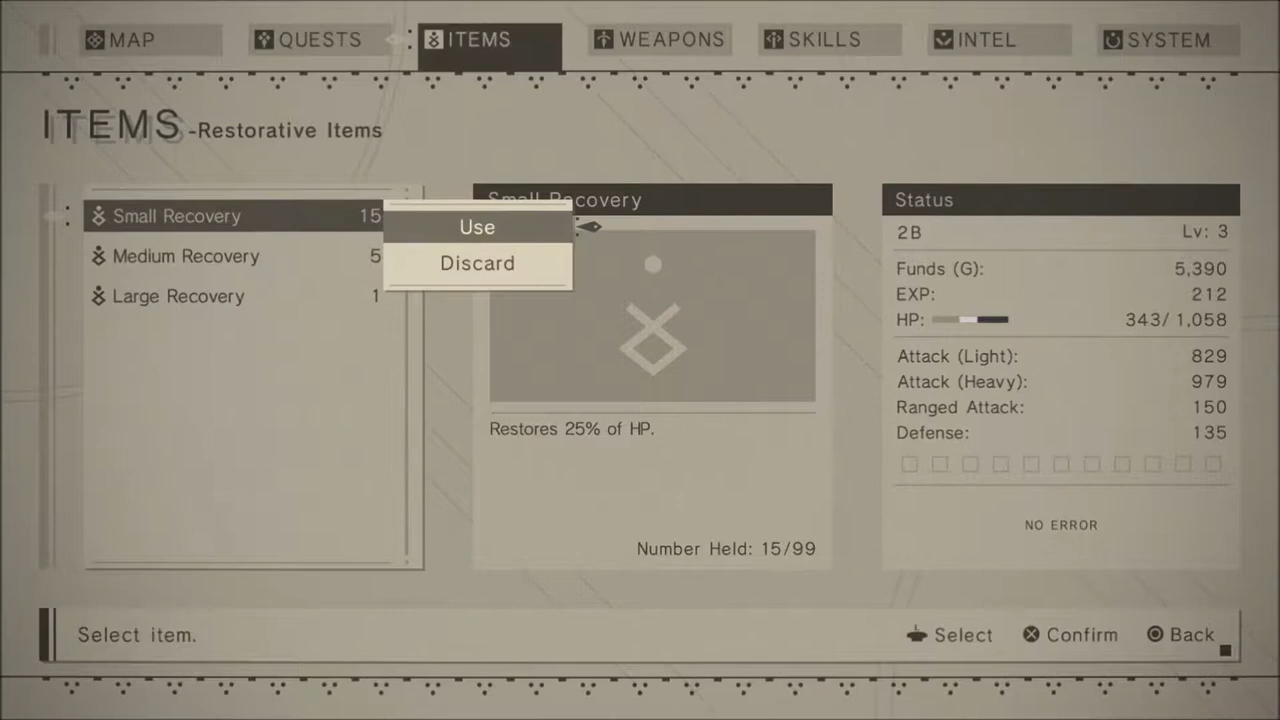 MAP
QUESTS
ITEMS
WEAPONS
SKILLS
INTEL
SYSTEM
ITEMS -Restorative Items
Small Recovery 15
Medium Recovery 5
Large Recovery 1
Use
Discard
Small Recovery
Restores 25% of HP.
Number Held: 15/99
Status
2B Lv: 3
Funds (G): 5,390
EXP: 212
HP: 343/ 1,058
Attack (Light): 829
Attack (Heavy): 979
Ranged Attack: 150
Defense: 135
NO ERROR
Select item.
Select
Confirm
Back